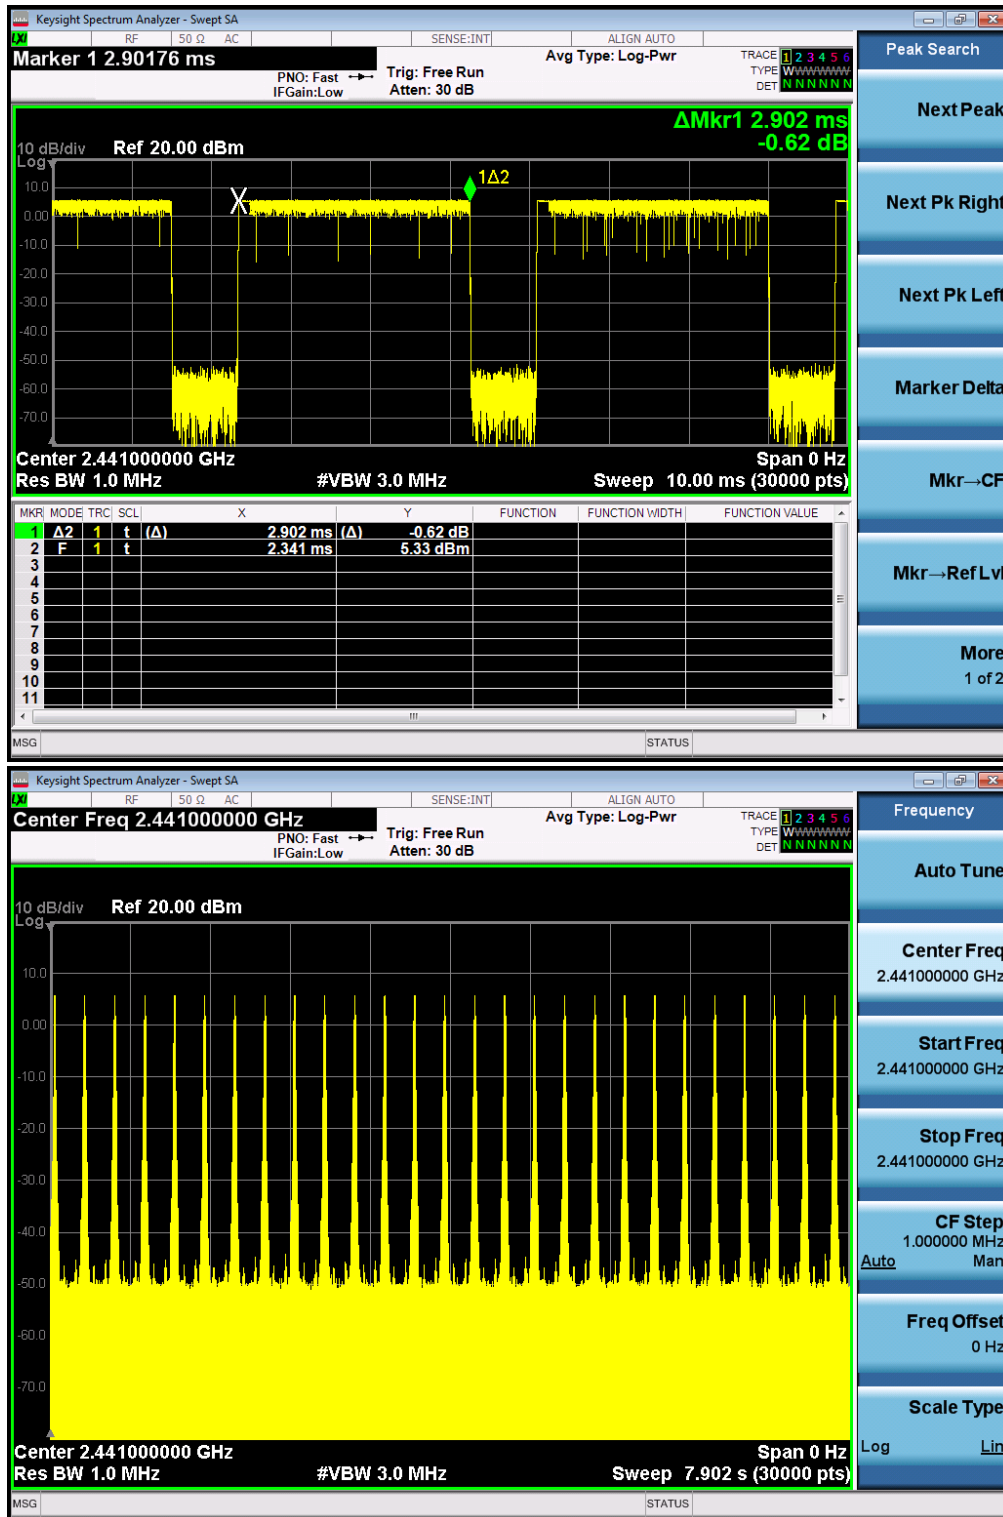 Keysight Spectrum Analyzer - Swept SA
LXI RF 50 Ω AC SENSE:INT ALIGN AUTO
Marker 1 2.90176 ms
PNO: Fast
IFGain:Low
Trig: Free Run
Atten: 30 dB
Avg Type: Log-Pwr
TRACE 1 2 3 4 5 6
TYPE WWWWWW
DET N N N N N N
ΔMkr1 2.902 ms
-0.62 dB
10 dB/div Ref 20.00 dBm
Log
1Δ2
10.0
0.00
-10.0
-20.0
-30.0
-40.0
-50.0
-60.0
-70.0
Center 2.441000000 GHz Span 0 Hz
Res BW 1.0 MHz #VBW 3.0 MHz Sweep 10.00 ms (30000 pts)
MKR MODE TRC SCL X Y FUNCTION FUNCTION WIDTH FUNCTION VALUE
1 Δ2 1 t (Δ) 2.902 ms (Δ) -0.62 dB
2 F 1 t 2.341 ms 5.33 dBm
3
4
5
6
7
8
9
10
11
MSG STATUS
Peak Search
Next Peak
Next Pk Right
Next Pk Left
Marker Delta
Mkr→CF
Mkr→Ref Lvl
More
1 of 2
Keysight Spectrum Analyzer - Swept SA
LXI RF 50 Ω AC SENSE:INT ALIGN AUTO
Center Freq 2.441000000 GHz
PNO: Fast
IFGain:Low
Trig: Free Run
Atten: 30 dB
Avg Type: Log-Pwr
TRACE 1 2 3 4 5 6
TYPE WWWWWW
DET N N N N N N
10 dB/div Ref 20.00 dBm
Log
10.0
0.00
-10.0
-20.0
-30.0
-40.0
-50.0
-60.0
-70.0
Center 2.441000000 GHz Span 0 Hz
Res BW 1.0 MHz #VBW 3.0 MHz Sweep 7.902 s (30000 pts)
MSG STATUS
Frequency
Auto Tune
Center Freq
2.441000000 GHz
Start Freq
2.441000000 GHz
Stop Freq
2.441000000 GHz
CF Step
1.000000 MHz
Auto Man
Freq Offset
0 Hz
Scale Type
Log Lin